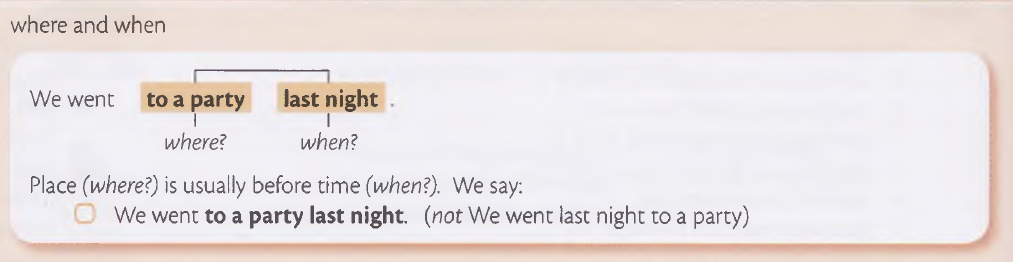 where and when
We went to a party last night .
where? when?
Place (where?) is usually before time (when?). We say:
We went to a party last night. (not We went last night to a party)